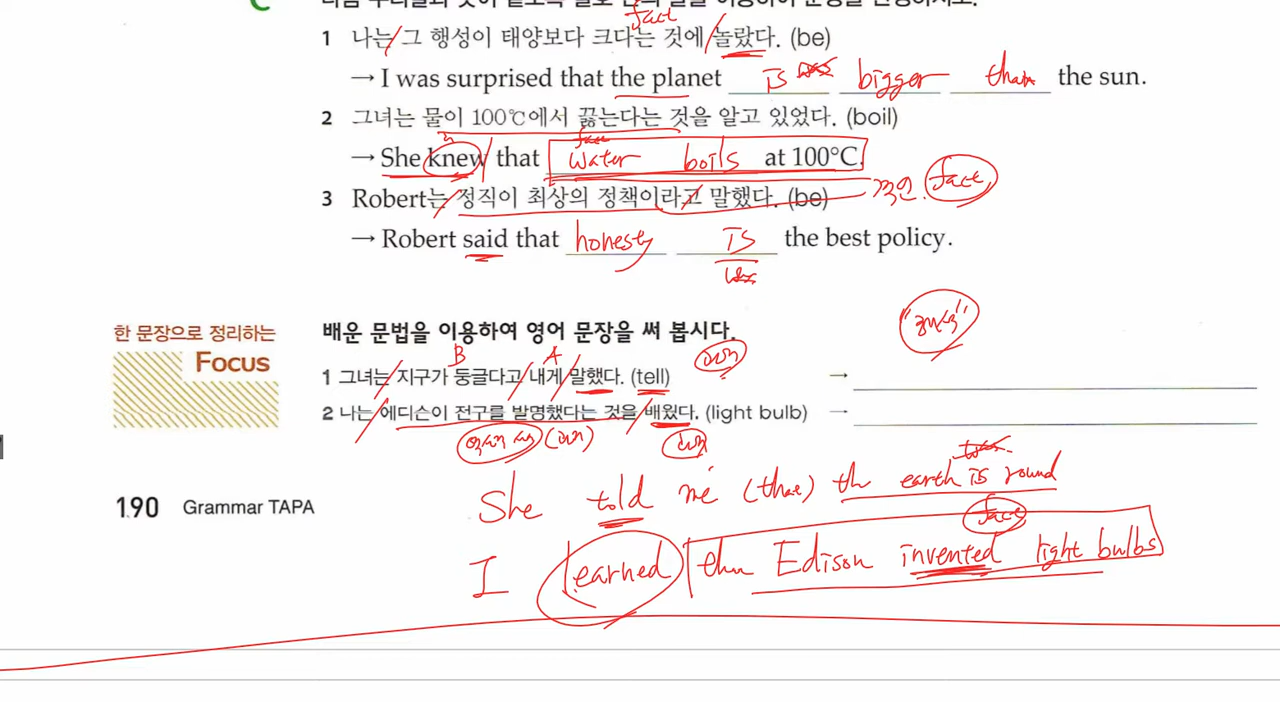 fact
1 나는 그 행성이 태양보다 크다는 것에 놀랐다. (be)
→ I was surprised that the planet is was bigger than the sun.
2 그녀는 물이 100℃에서 끓는다는 것을 알고 있었다. (boil)
fact
→ She knew that water boils at 100°C.
3 Robert는 정직이 최상의 정책이라고 말했다. (be) 격언. fact
→ Robert said that honesty is the best policy.
was
한 문장으로 정리하는
Focus
배운 문법을 이용하여 영어 문장을 써 봅시다.
B A
1 그녀는 지구가 둥글다고 내게 말했다. (tell) →
2 나는 에디슨이 전구를 발명했다는 것을 배웠다. (light bulb) →
was
She told me (that) the earth is round
fact
I learned that Edison invented light bulbs
190 Grammar TAPA